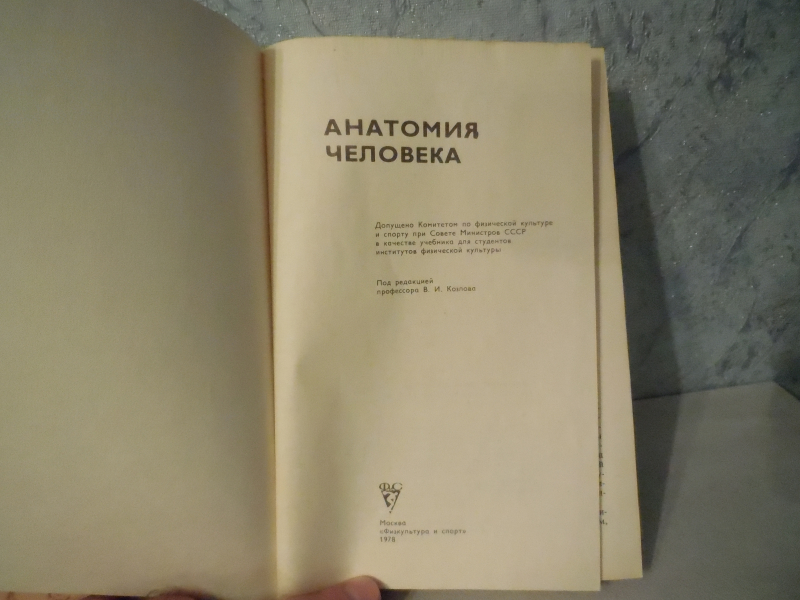 АНАТОМИЯ
ЧЕЛОВЕКА
Допущено Комитетом по физической культуре
и спорту при Совете Министров СССР
в качестве учебника для студентов
институтов физической культуры
Под редакцией
профессора В. И. Козлова
ФиС
Москва
«Физкультура и спорт»
1978